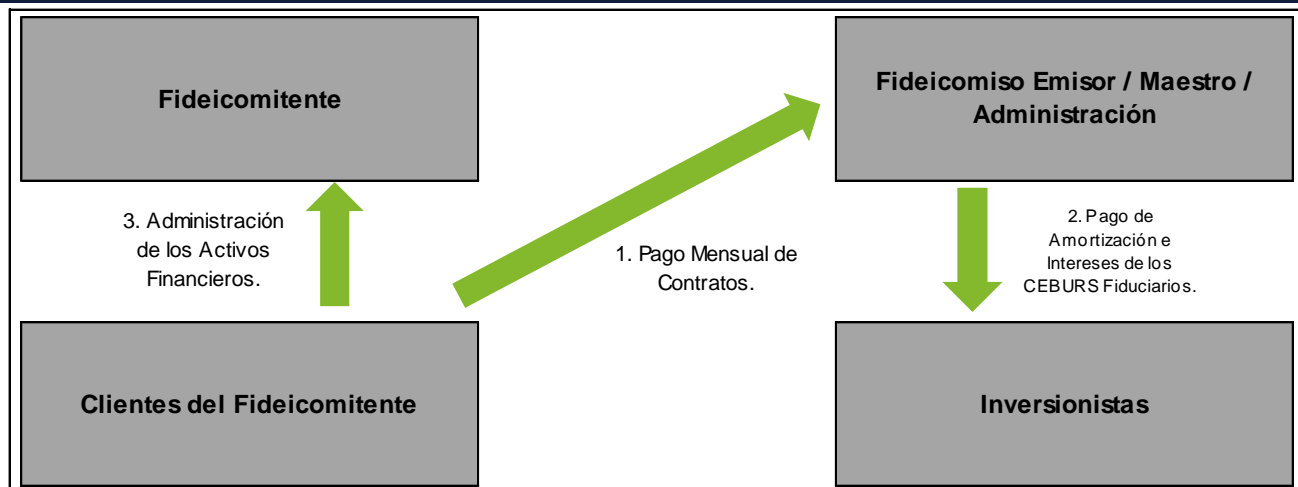 Fideicomitente
Fideicomiso Emisor / Maestro /
Administración
3. Administración
de los Activos
Financieros.
1. Pago Mensual de
Contratos.
2. Pago de
Amortización e
Intereses de los
CEBURS Fiduciarios.
Clientes del Fideicomitente
Inversionistas